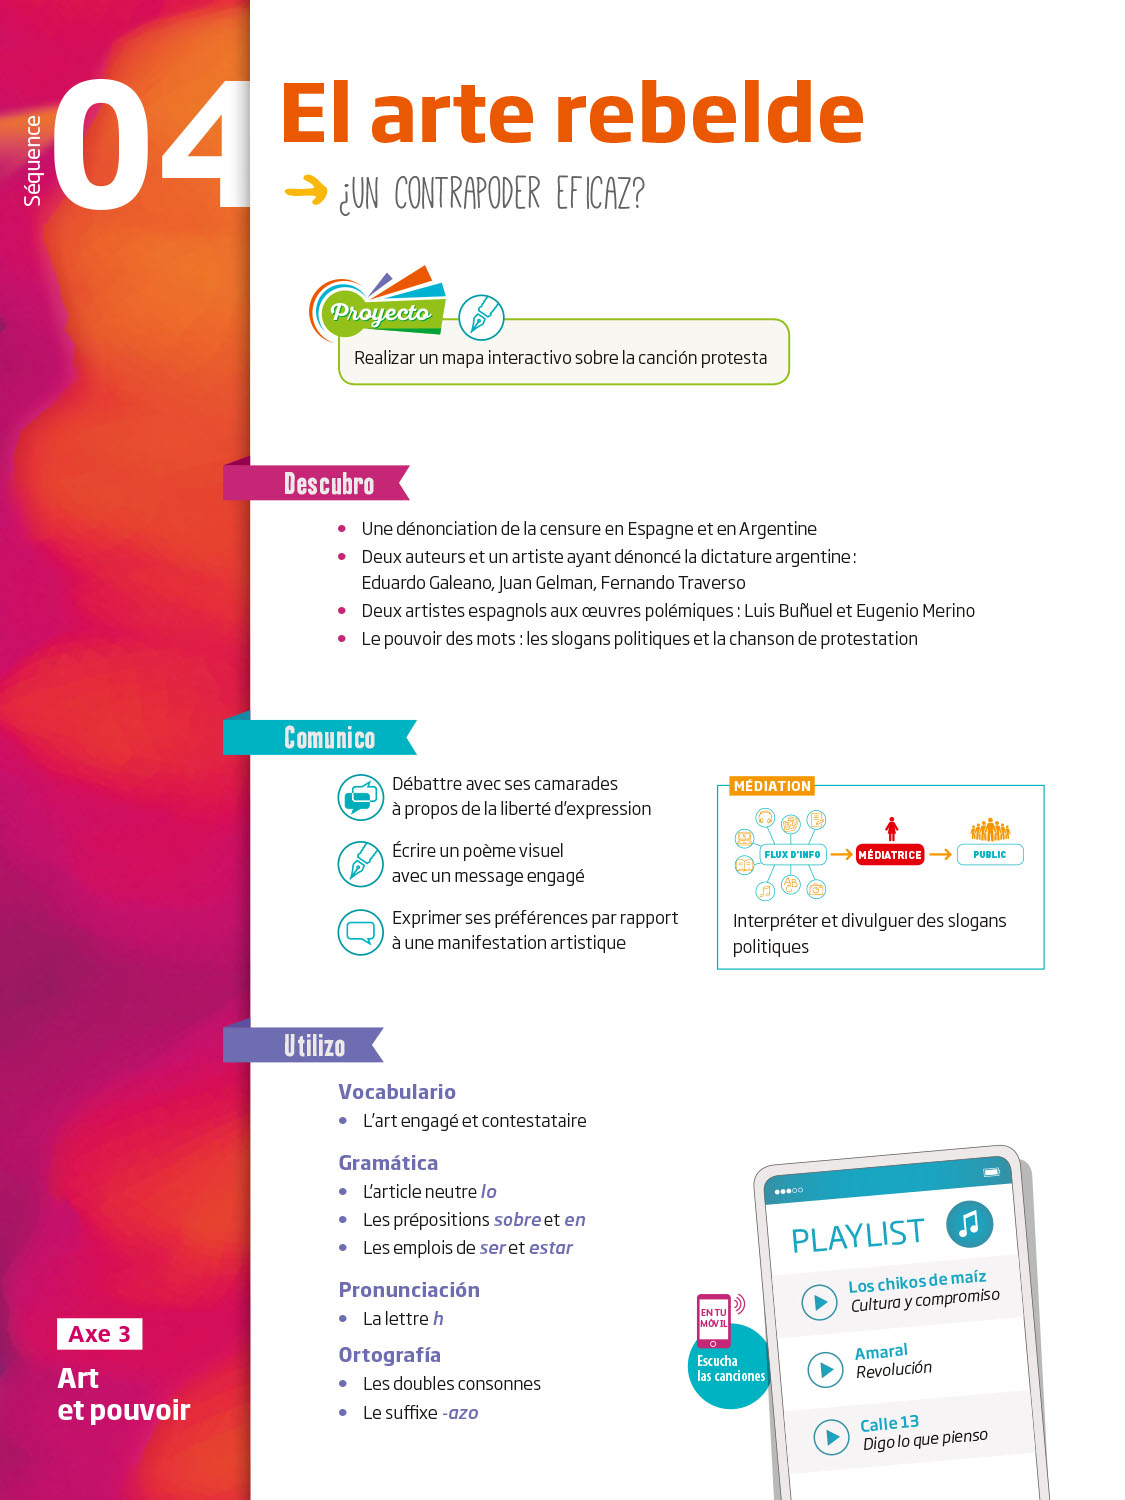 Séquence
04
El arte rebelde
¿UN CONTRAPODER EFICAZ?
Proyecto
Realizar un mapa interactivo sobre la canción protesta
Descubro
• Une dénonciation de la censure en Espagne et en Argentine
• Deux auteurs et un artiste ayant dénoncé la dictature argentine :
Eduardo Galeano, Juan Gelman, Fernando Traverso
• Deux artistes espagnols aux œuvres polémiques : Luis Buñuel et Eugenio Merino
• Le pouvoir des mots : les slogans politiques et la chanson de protestation
Comunico
Débattre avec ses camarades
à propos de la liberté d'expression
Écrire un poème visuel
avec un message engagé
Exprimer ses préférences par rapport
à une manifestation artistique
MÉDIATION
FLUX D'INFO
MÉDIATRICE
PUBLIC
AB
C
Interpréter et divulguer des slogans
politiques
Utilizo
Vocabulario
• L'art engagé et contestataire
Gramática
• L'article neutre lo
• Les prépositions sobre et en
• Les emplois de ser et estar
Pronunciación
• La lettre h
Ortografía
• Les doubles consonnes
• Le suffixe -azo
Axe 3
Art
et pouvoir
EN TU
MÓVIL
Escucha
las canciones
PLAYLIST
Los chikos de maíz
Cultura y compromiso
Amaral
Revolución
Calle 13
Digo lo que pienso